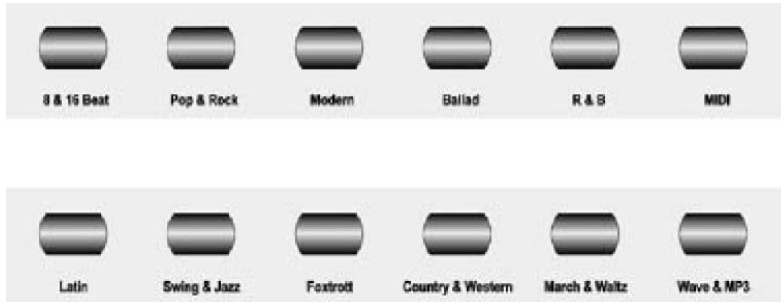 8 & 16 Beat Pop & Rock Modern Ballad R & B MIDI
Latin Swing & Jazz Foxtrott Country & Western March & Waltz Wave & MP3